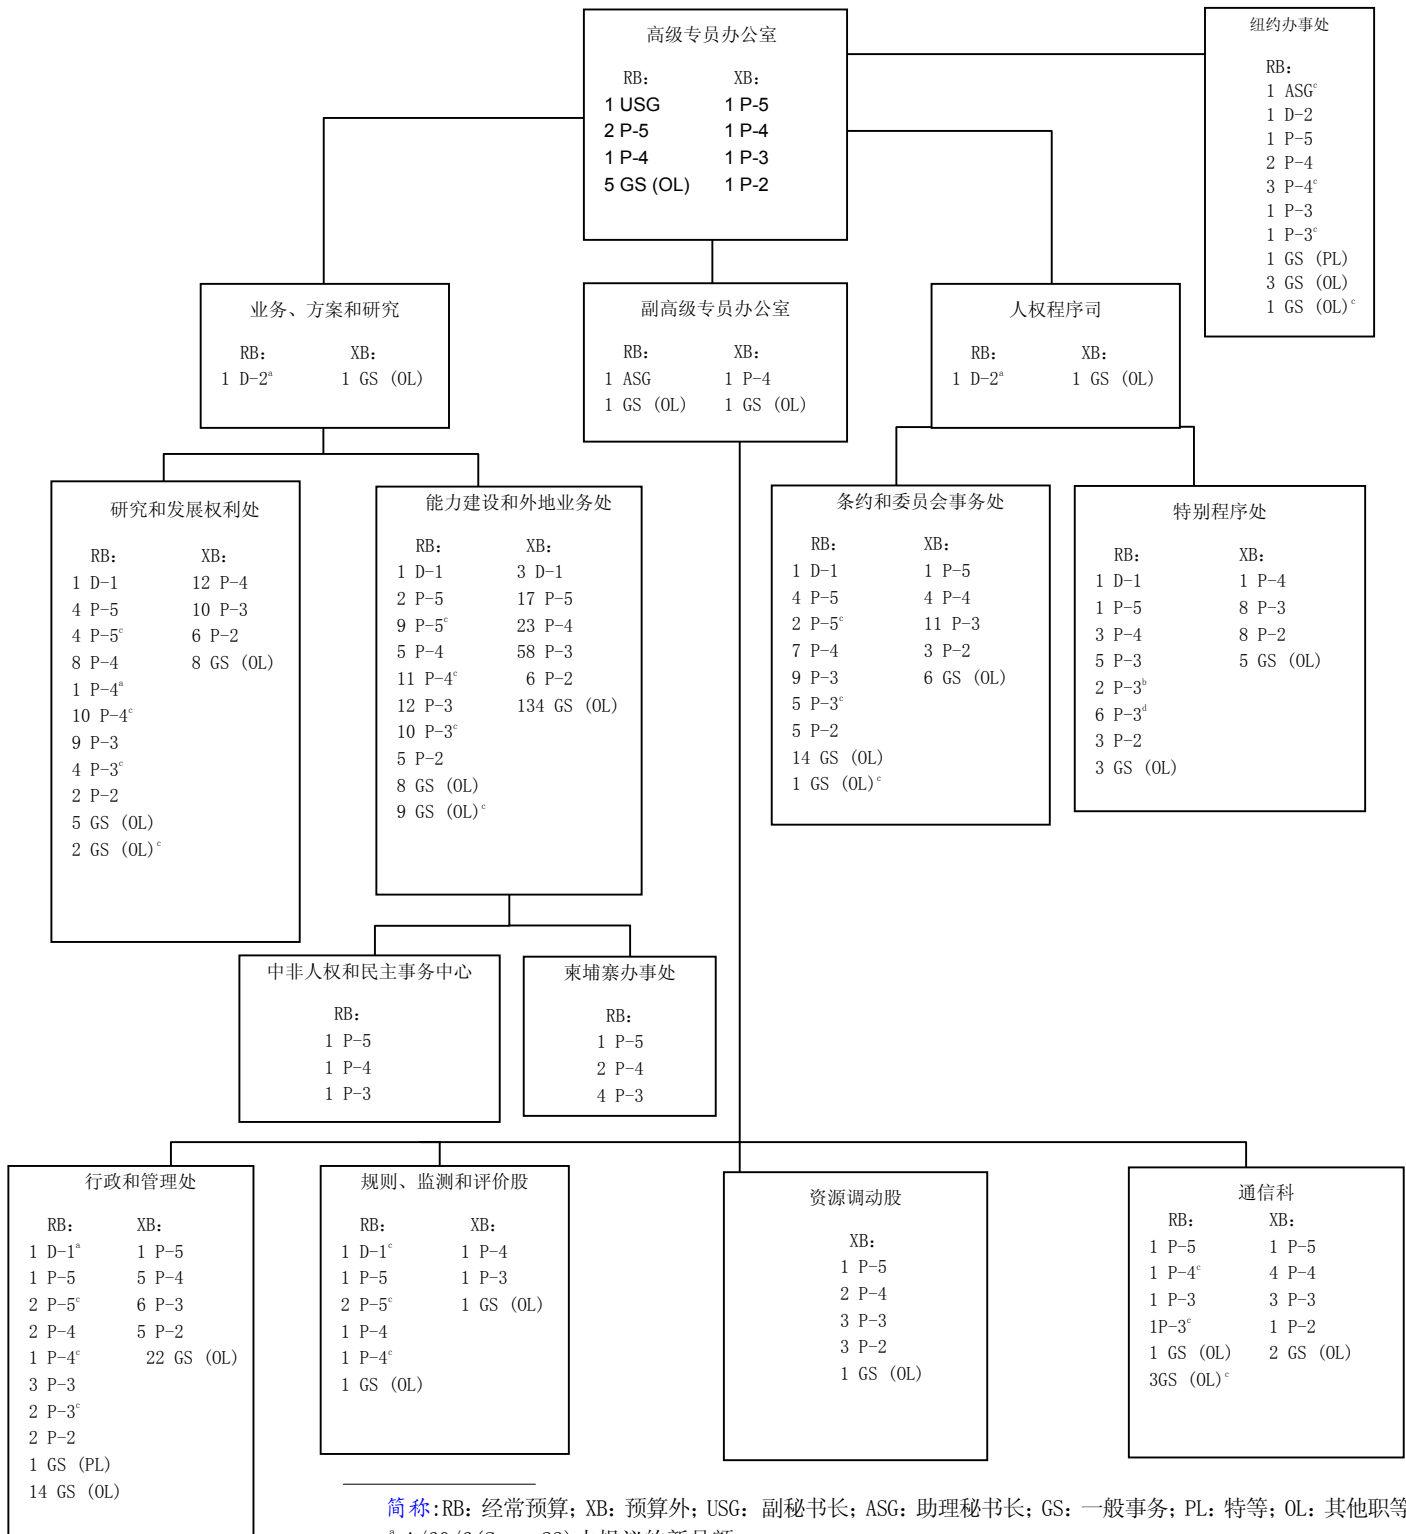 高级专员办公室
RB： XB：
1 USG 1 P-5
2 P-5 1 P-4
1 P-4 1 P-3
5 GS (OL) 1 P-2
纽约办事处
RB：
1 ASGᶜ
1 D-2
1 P-5
2 P-4
3 P-4ᶜ
1 P-3
1 P-3ᶜ
1 GS (PL)
3 GS (OL)
1 GS (OL)ᶜ
业务、方案和研究
RB： XB：
1 D-2ᵃ 1 GS (OL)
副高级专员办公室
RB： XB：
1 ASG 1 P-4
1 GS (OL) 1 GS (OL)
人权程序司
RB： XB：
1 D-2ᵃ 1 GS (OL)
研究和发展权利处
RB： XB：
1 D-1 12 P-4
4 P-5 10 P-3
4 P-5ᶜ 6 P-2
8 P-4 8 GS (OL)
1 P-4ᵃ
10 P-4ᶜ
9 P-3
4 P-3ᶜ
2 P-2
5 GS (OL)
2 GS (OL)ᶜ
能力建设和外地业务处
RB： XB：
1 D-1 3 D-1
2 P-5 17 P-5
9 P-5ᶜ 23 P-4
5 P-4 58 P-3
11 P-4ᶜ 6 P-2
12 P-3 134 GS (OL)
10 P-3ᶜ
5 P-2
8 GS (OL)
9 GS (OL)ᶜ
条约和委员会事务处
RB： XB：
1 D-1 1 P-5
4 P-5 4 P-4
2 P-5ᶜ 11 P-3
7 P-4 3 P-2
9 P-3 6 GS (OL)
5 P-3ᶜ
5 P-2
14 GS (OL)
1 GS (OL)ᶜ
特别程序处
RB： XB：
1 D-1 1 P-4
1 P-5 8 P-3
3 P-4 8 P-2
5 P-3 5 GS (OL)
2 P-3ᵇ
6 P-3ᵈ
3 P-2
3 GS (OL)
中非人权和民主事务中心
RB：
1 P-5
1 P-4
1 P-3
柬埔寨办事处
RB：
1 P-5
2 P-4
4 P-3
行政和管理处
RB： XB：
1 D-1ᵃ 1 P-5
1 P-5 5 P-4
2 P-5ᶜ 6 P-3
2 P-4 5 P-2
1 P-4ᶜ 22 GS (OL)
3 P-3
2 P-3ᶜ
2 P-2
1 GS (PL)
14 GS (OL)
规则、监测和评价股
RB： XB：
1 D-1ᶜ 1 P-4
1 P-5 1 P-3
2 P-5ᶜ 1 GS (OL)
1 P-4
1 P-4ᶜ
1 GS (OL)
资源调动股
XB：
1 P-5
2 P-4
3 P-3
3 P-2
1 GS (OL)
通信科
RB： XB：
1 P-5 1 P-5
1 P-4ᶜ 4 P-4
1 P-3 3 P-3
1P-3ᶜ 1 P-2
1 GS (OL) 2 GS (OL)
3GS (OL)ᶜ
简称:RB：经常预算；XB：预算外；USG：副秘书长；ASG：助理秘书长；GS：一般事务；PL：特等；OL：其他职等